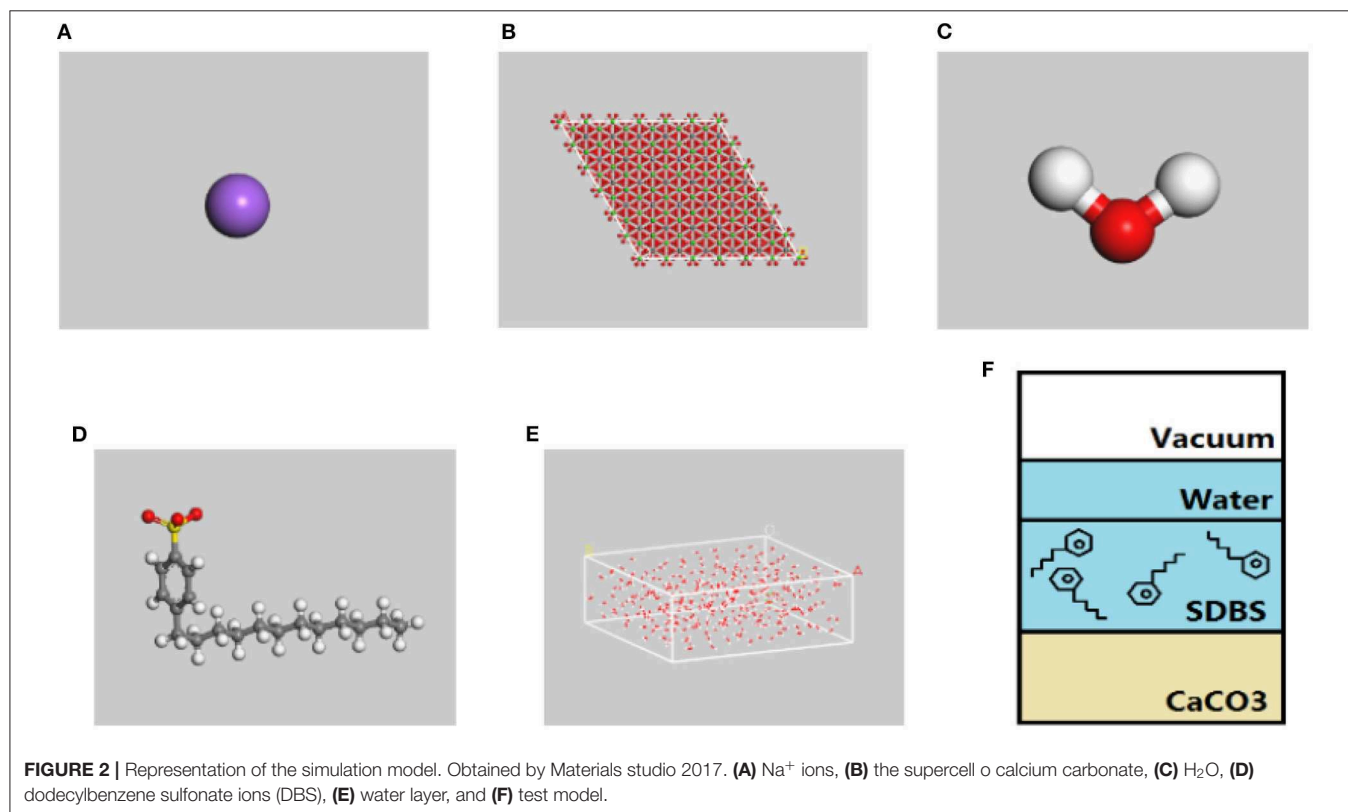 A
B
C
D
E
F
Vacuum
Water
SDBS
CaCO3
FIGURE 2 | Representation of the simulation model. Obtained by Materials studio 2017. (A) Na⁺ ions, (B) the supercell o calcium carbonate, (C) H₂O, (D)
dodecylbenzene sulfonate ions (DBS), (E) water layer, and (F) test model.